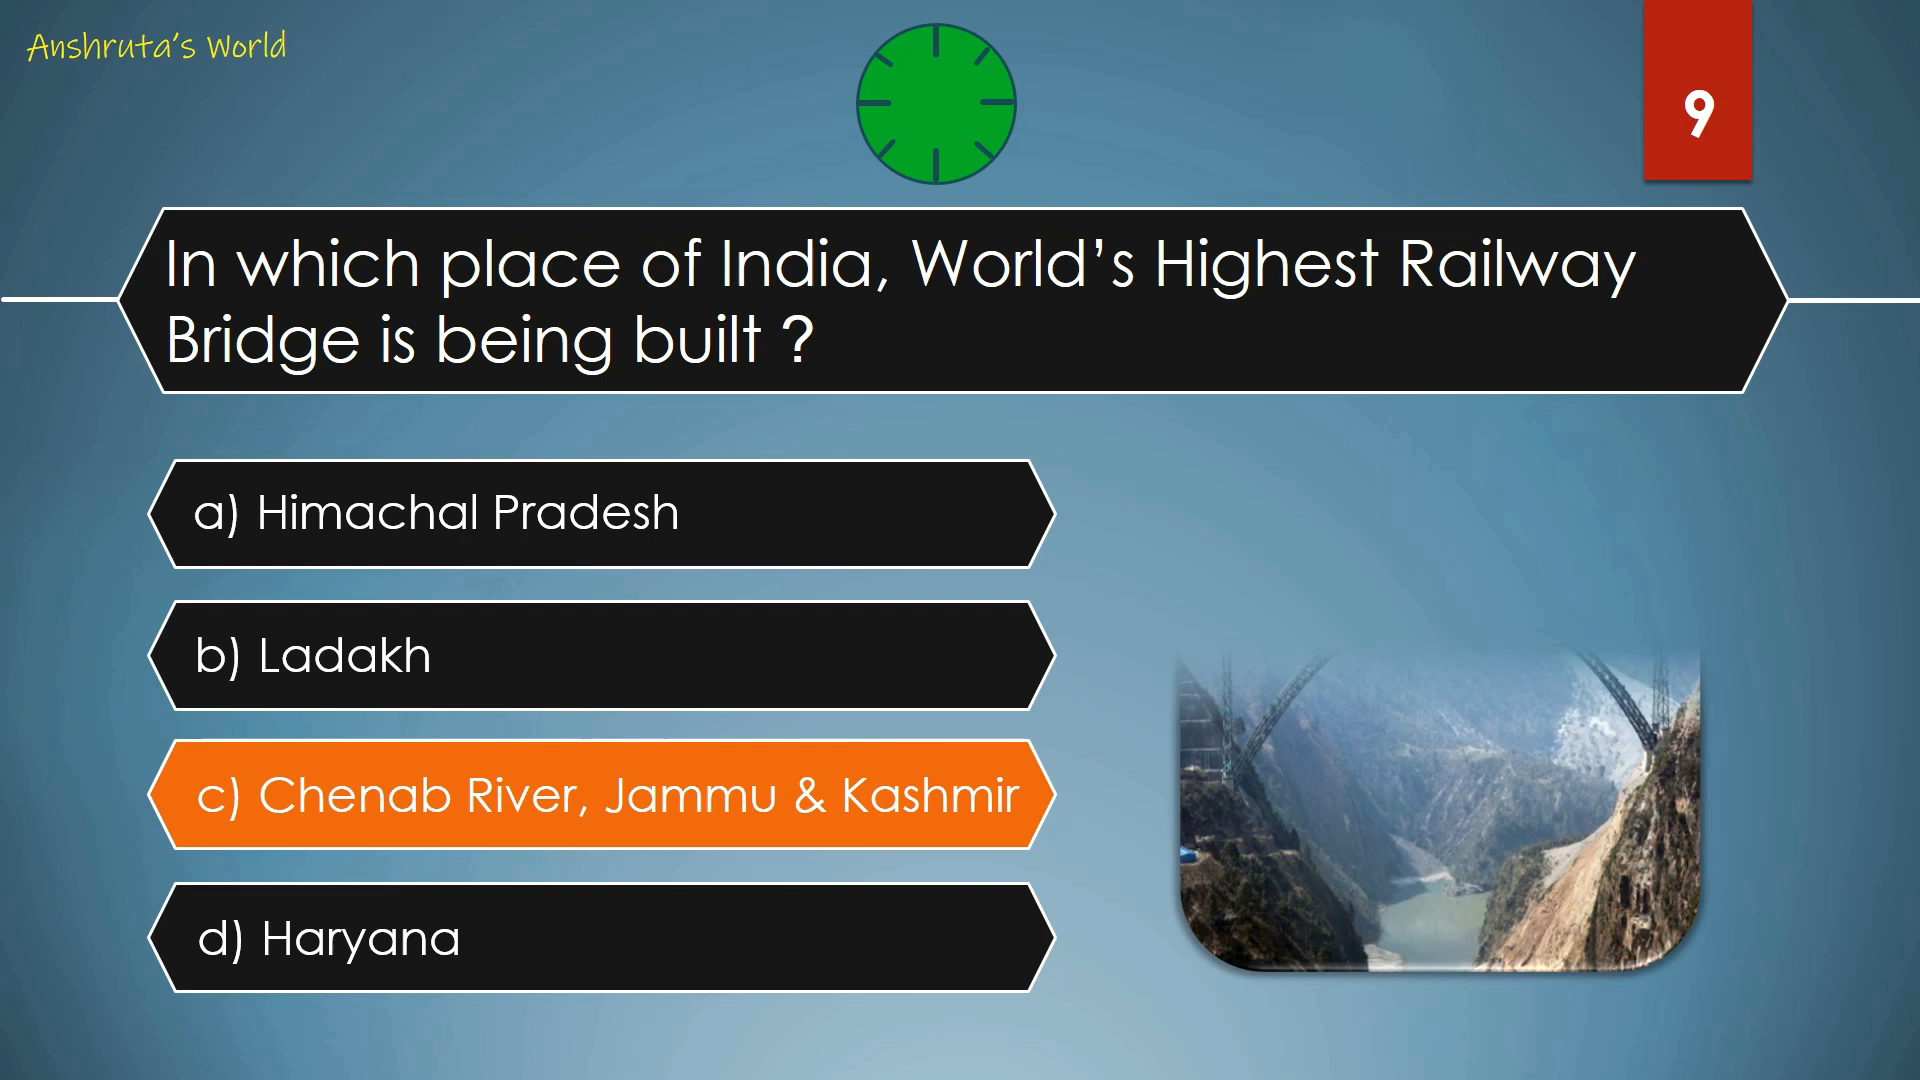 Anshruta's World
9
In which place of India, World’s Highest Railway
Bridge is being built ?
a) Himachal Pradesh
b) Ladakh
c) Chenab River, Jammu & Kashmir
d) Haryana